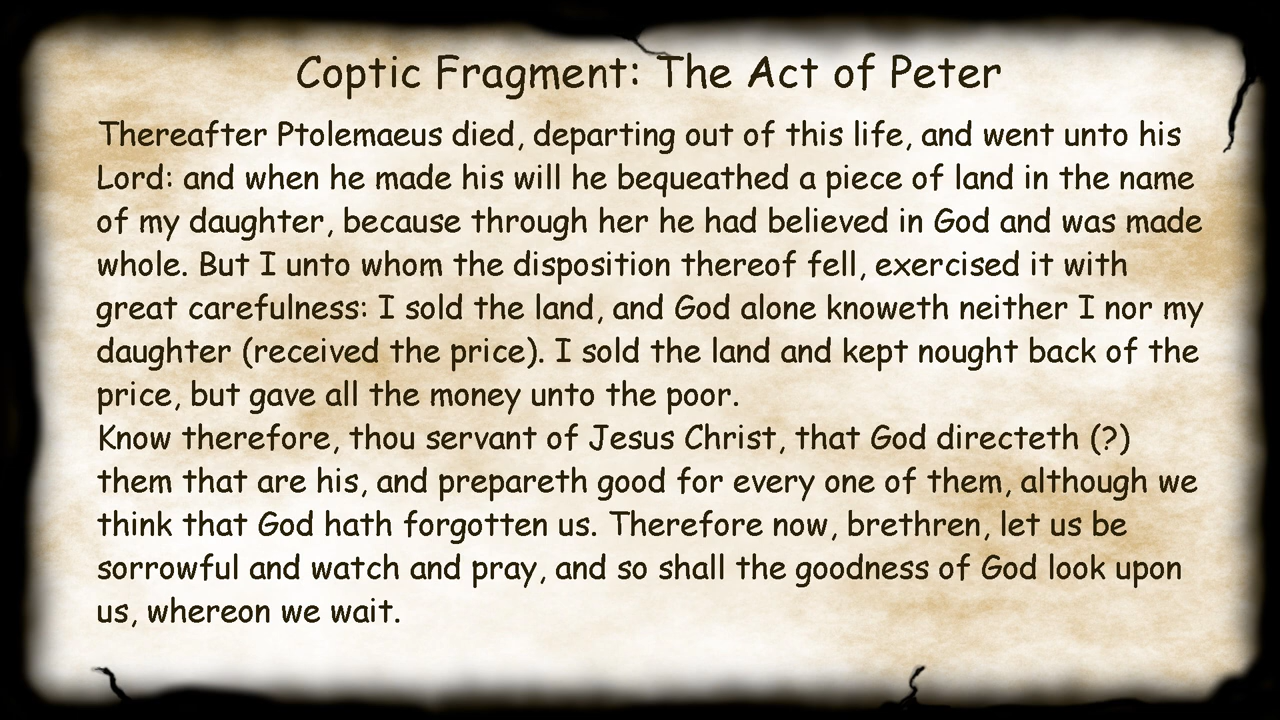 Coptic Fragment: The Act of Peter
Thereafter Ptolemaeus died, departing out of this life, and went unto his
Lord: and when he made his will he bequeathed a piece of land in the name
of my daughter, because through her he had believed in God and was made
whole. But I unto whom the disposition thereof fell, exercised it with
great carefulness: I sold the land, and God alone knoweth neither I nor my
daughter (received the price). I sold the land and kept nought back of the
price, but gave all the money unto the poor.
Know therefore, thou servant of Jesus Christ, that God directeth (?)
them that are his, and prepareth good for every one of them, although we
think that God hath forgotten us. Therefore now, brethren, let us be
sorrowful and watch and pray, and so shall the goodness of God look upon
us, whereon we wait.